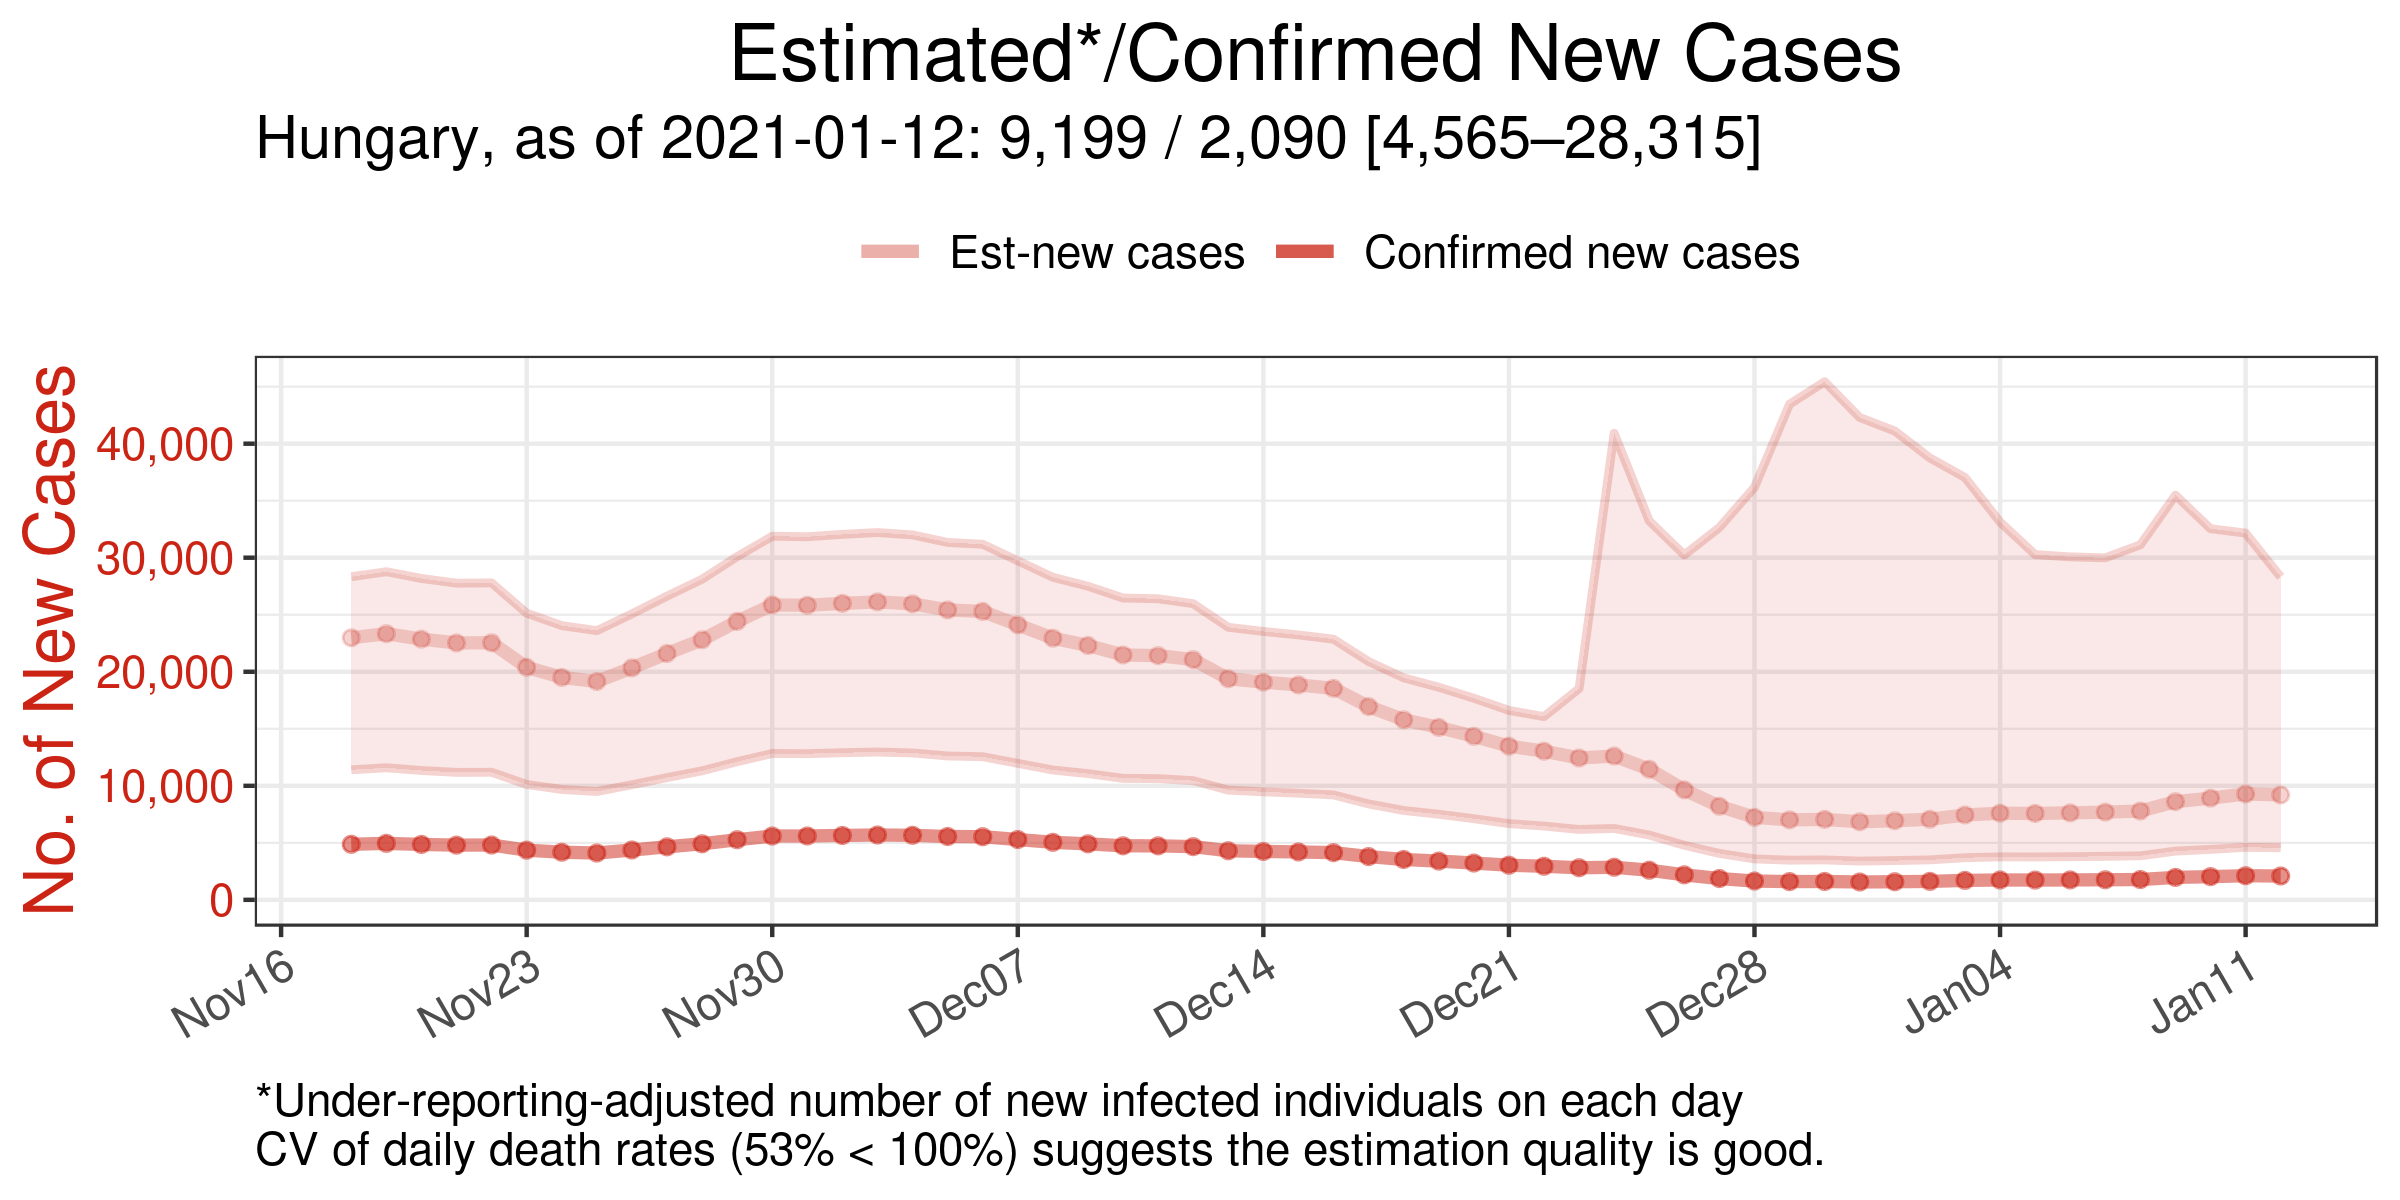 Estimated*/Confirmed New Cases
Hungary, as of 2021-01-12: 9,199 / 2,090 [4,565–28,315]
Est-new cases
Confirmed new cases
No. of New Cases
40,000
30,000
20,000
10,000
0
Nov16
Nov23
Nov30
Dec07
Dec14
Dec21
Dec28
Jan04
Jan11
*Under-reporting-adjusted number of new infected individuals on each day
CV of daily death rates (53% < 100%) suggests the estimation quality is good.